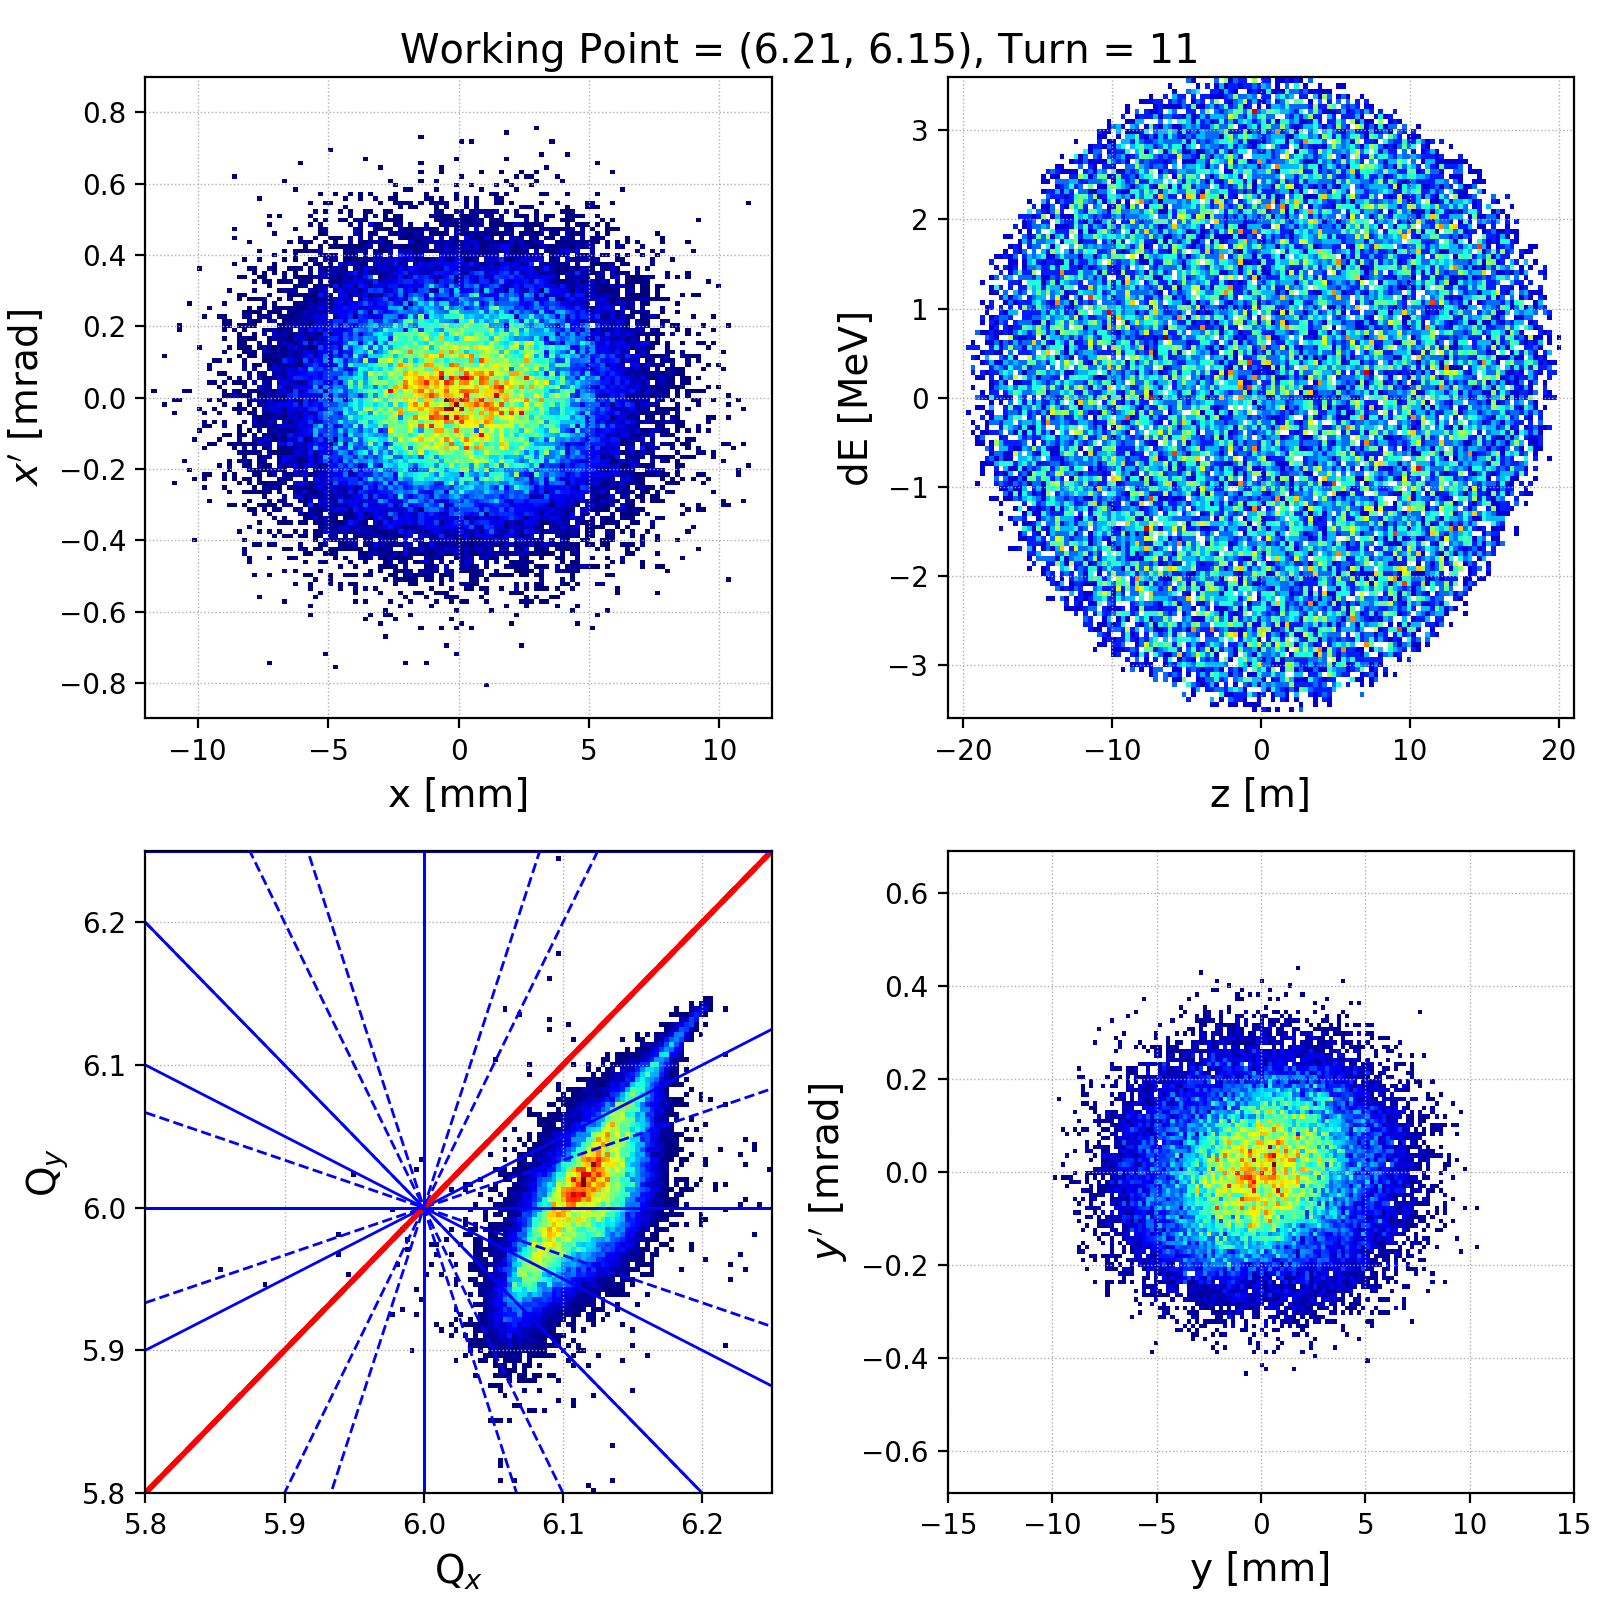 Working Point = (6.21, 6.15), Turn = 11
0.8
0.6
0.4
0.2
0.0
−0.2
−0.4
−0.6
−0.8
x′ [mrad]
−10 −5 0 5 10
x [mm]
3
2
1
0
−1
−2
−3
dE [MeV]
−20 −10 0 10 20
z [m]
6.2
6.1
6.0
5.9
5.8
Qy
5.8 5.9 6.0 6.1 6.2
Qx
0.6
0.4
0.2
0.0
−0.2
−0.4
−0.6
y′ [mrad]
−15 −10 −5 0 5 10 15
y [mm]